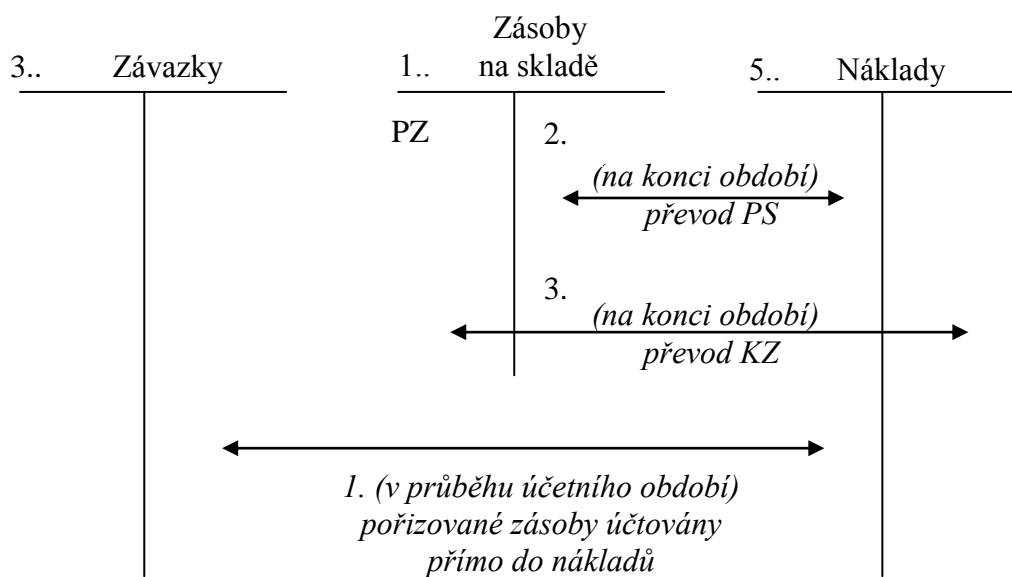 Zásoby
3.. Závazky 1.. na skladě 5.. Náklady
PZ 2.
(na konci období)
převod PS
3.
(na konci období)
převod KZ
1. (v průběhu účetního období)
pořizované zásoby účtovány
přímo do nákladů